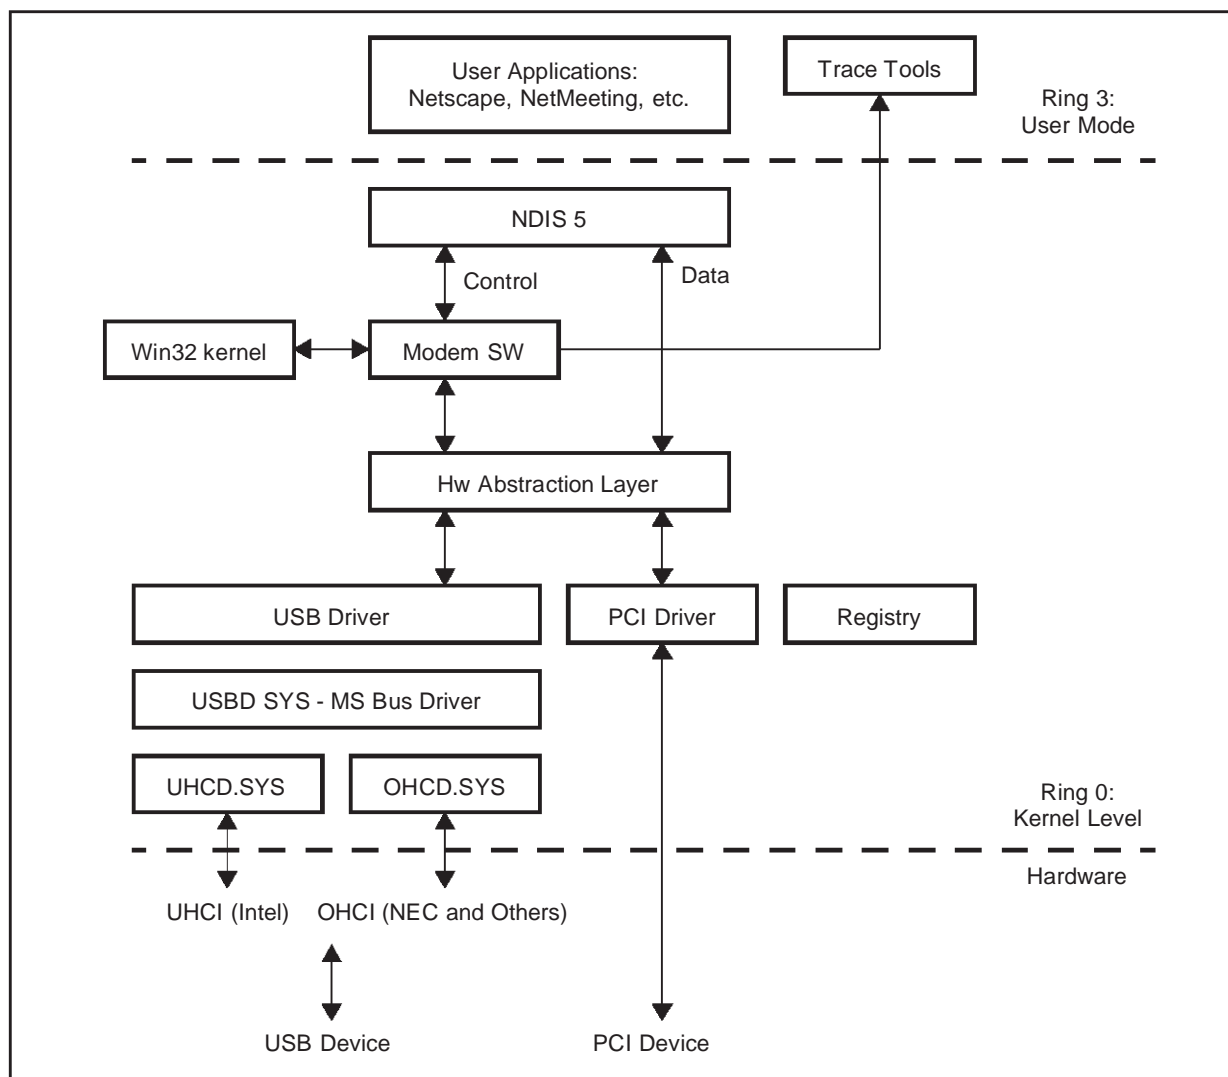 User Applications:
Netscape, NetMeeting, etc.
Trace Tools
Ring 3:
User Mode
NDIS 5
Control
Data
Win32 kernel
Modem SW
Hw Abstraction Layer
USB Driver
PCI Driver
Registry
USBD SYS - MS Bus Driver
UHCD.SYS
OHCD.SYS
Ring 0:
Kernel Level
Hardware
UHCI (Intel)
OHCI (NEC and Others)
USB Device
PCI Device